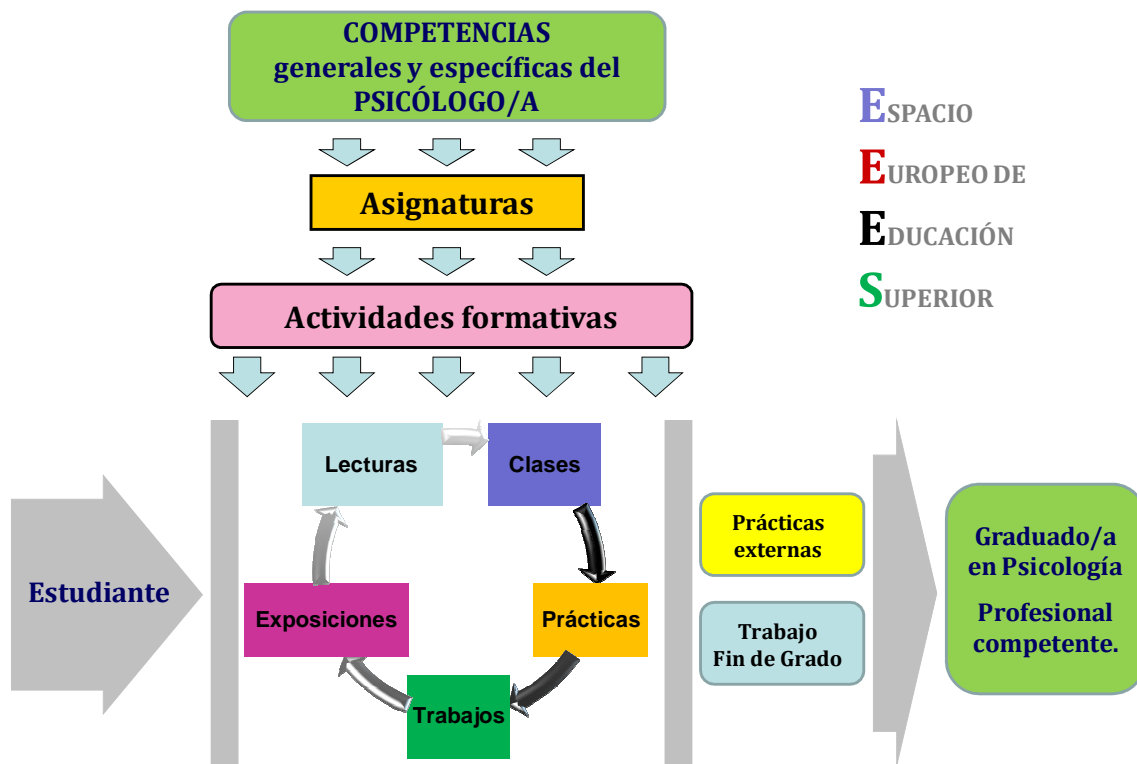 COMPETENCIAS
generales y específicas del
PSICÓLOGO/A
ESPACIO
EUROPEO DE
EDUCACIÓN
SUPERIOR
Asignaturas
Actividades formativas
Lecturas
Clases
Estudiante
Exposiciones
Prácticas
Trabajos
Prácticas
externas
Trabajo
Fin de Grado
Graduado/a
en Psicología
Profesional
competente.